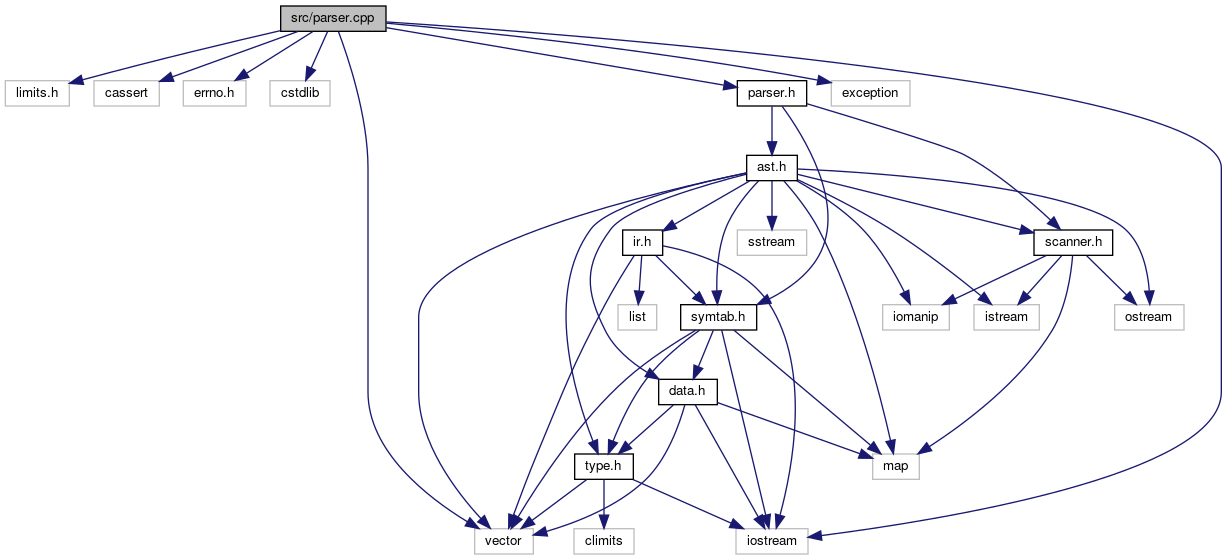 src/parser.cpp
limits.h
cassert
errno.h
cstdlib
parser.h
exception
ast.h
ir.h
sstream
scanner.h
list
symtab.h
iomanip
istream
ostream
data.h
type.h
map
vector
climits
iostream